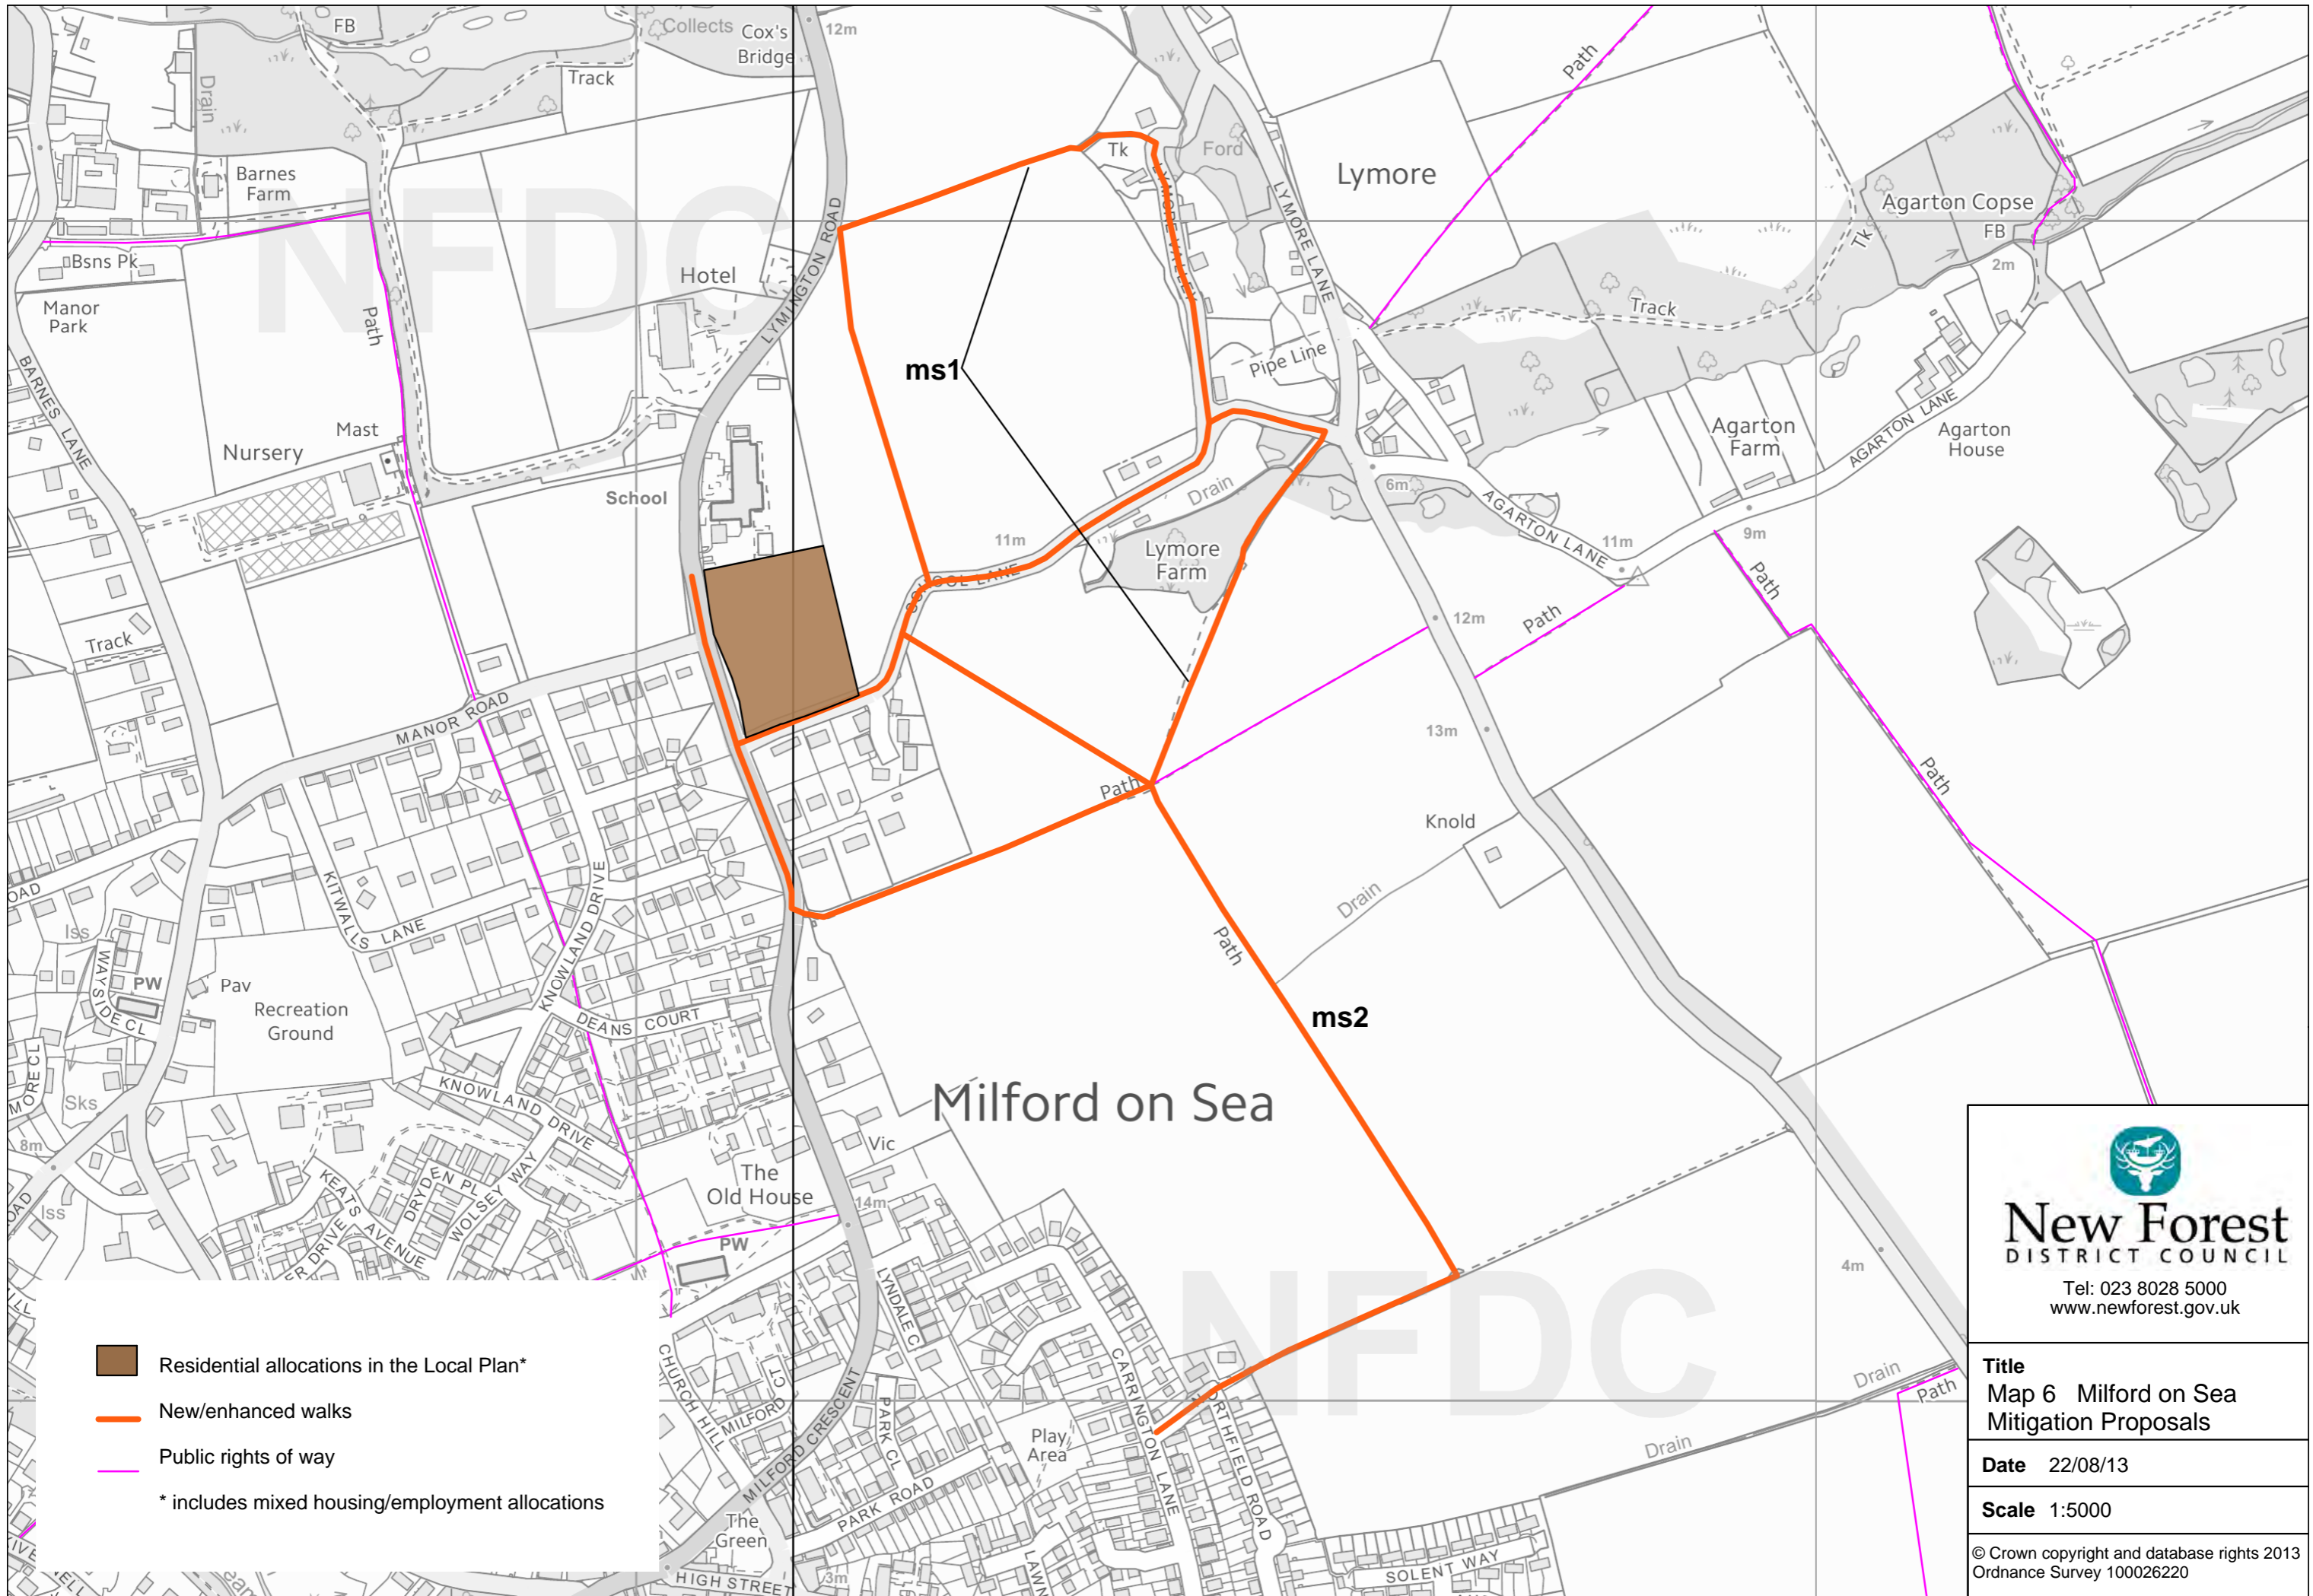 FB
Collects
Cox's
Bridge
12m
Track
Drain
Path
Barnes
Farm
Tk
Ford
Lymore
Agarton Copse
FB
2m
Tk
NFDC
Bsns Pk
Manor
Park
Path
Hotel
LYMINGTON ROAD
LYMORE VALLEY
LYMORE LANE
Track
Pipe Line
ms1
BARNES LANE
Mast
Nursery
School
Drain
6m
Agarton
Farm
AGARTON LANE
Agarton
House
AGARTON LANE
11m
9m
11m
Lymore
Farm
SCHOOL LANE
Path
Path
12m
Track
MANOR ROAD
13m
Path
Path
Knold
Drain
KITWALLS LANE
KNOWLAND DRIVE
OAD
Iss
WAYSIDE CL
PW
Pav
Recreation
Ground
DEANS COURT
Path
ms2
MORE CL
Sks
8m
KNOWLAND DRIVE
Milford on Sea
Vic
The
Old House
14m
PW
KEATS AVENUE
DRYDEN PL
WOLSEY WAY
ER DRIVE
OAD
Iss
LYNDALE C
NFDC
4m
CHURCH HILL
MILFORD CT
MILFORD CRESCENT
PARK CL
PARK ROAD
Play
Area
CARRINGTON LANE
NORTHFIELD ROAD
Drain
Drain
Path
The
Green
HIGH STREET
3m
LAWN
SOLENT WAY
Residential allocations in the Local Plan*
New/enhanced walks
Public rights of way
* includes mixed housing/employment allocations
New Forest
DISTRICT COUNCIL
Tel: 023 8028 5000
www.newforest.gov.uk
Title
Map 6 Milford on Sea
Mitigation Proposals
Date 22/08/13
Scale 1:5000
© Crown copyright and database rights 2013
Ordnance Survey 100026220